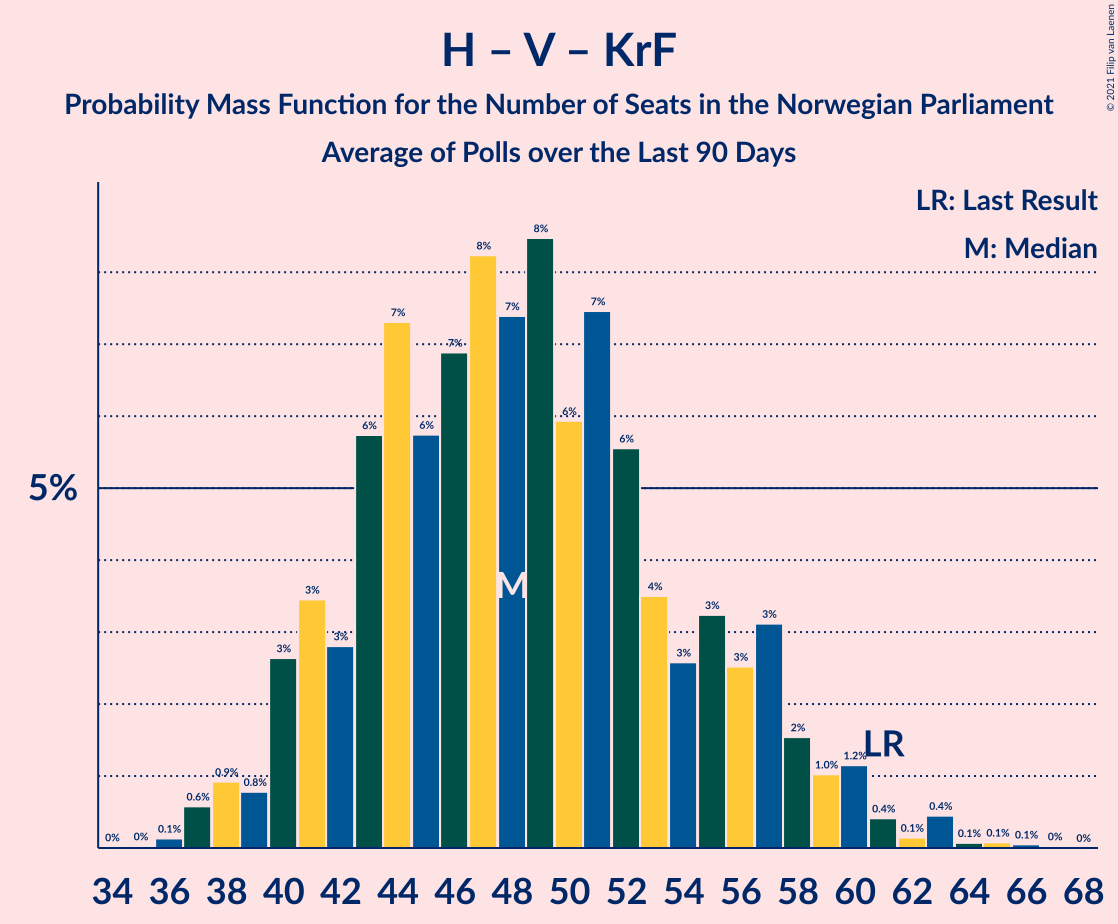 H – V – KrF
Probability Mass Function for the Number of Seats in the Norwegian Parliament
Average of Polls over the Last 90 Days
© 2021 Filip van Laenen
LR: Last Result
M: Median
5%
0% 0% 0.1% 0.6% 0.9% 0.8% 3% 3% 3% 6% 7% 6% 7% 8% 7% 8% 6% 7% 6% 4% 3% 3% 3% 3% 2% 1.0% 1.2% 0.4% 0.1% 0.4% 0.1% 0.1% 0.1% 0% 0%
M
LR
34 36 38 40 42 44 46 48 50 52 54 56 58 60 62 64 66 68